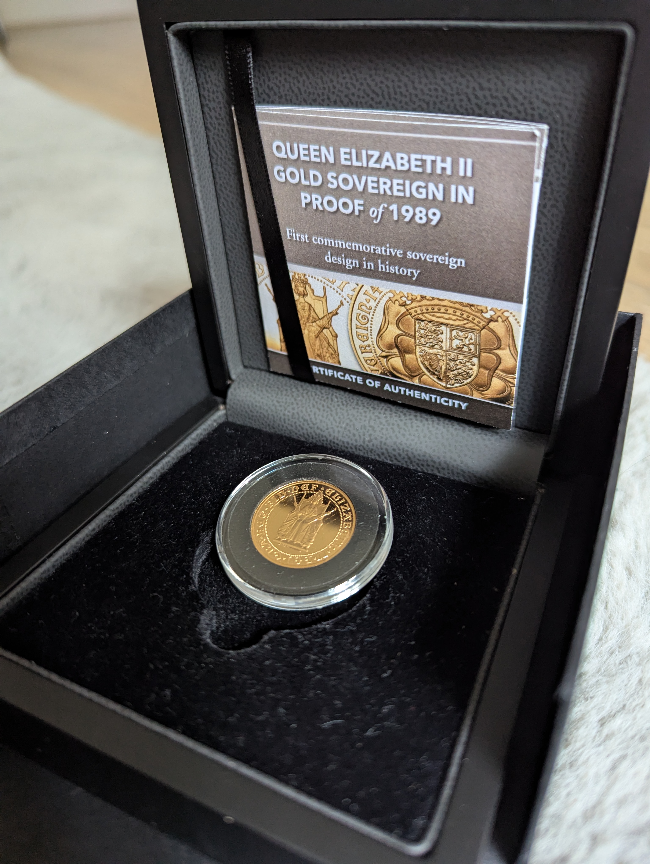 QUEEN ELIZABETH II
GOLD SOVEREIGN IN
PROOF of 1989
First commemorative sovereign
design in history
CERTIFICATE OF AUTHENTICITY